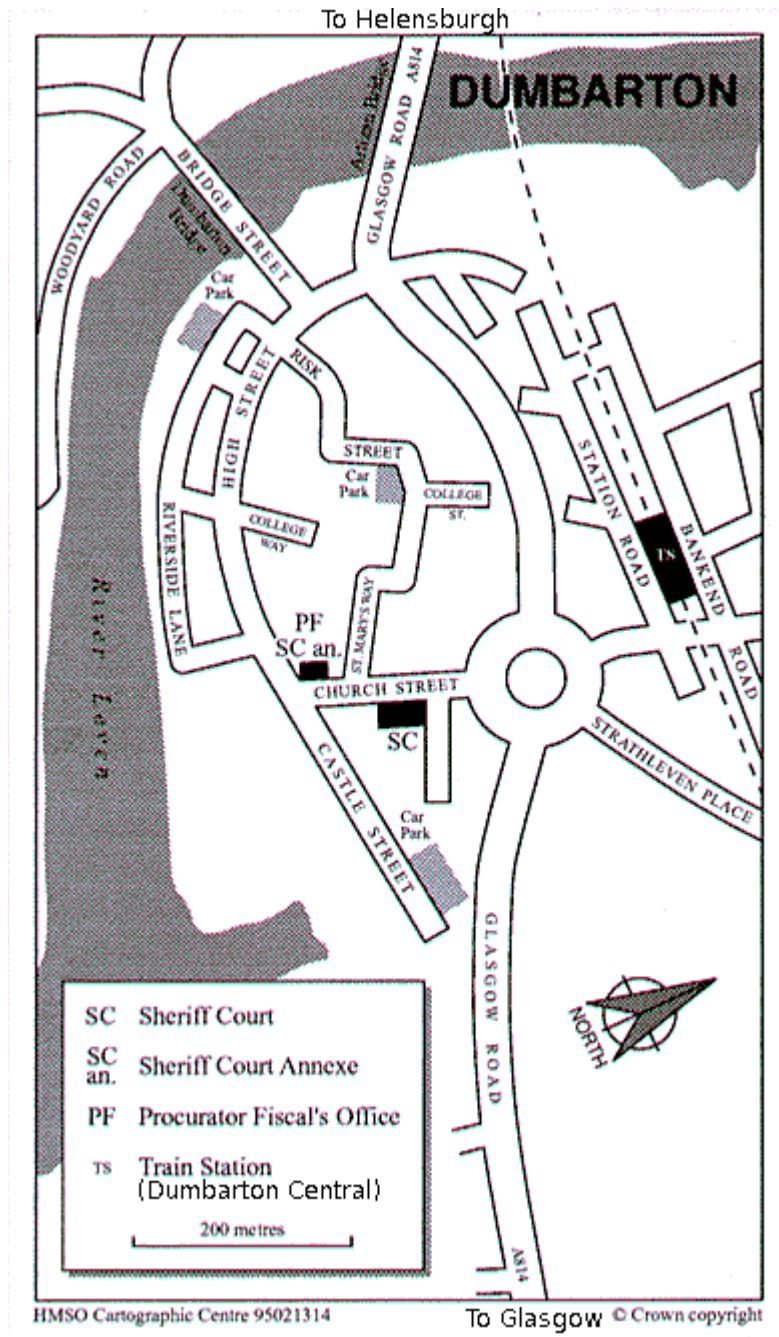 To Helensburgh
DUMBARTON
Artizan Bridge
GLASGOW ROAD A814
WOODYARD ROAD
BRIDGE STREET
Dumbarton
Bridge
Car
Park
RISK
HIGH STREET
STREET
Car
Park
COLLEGE
ST.
COLLEGE
WAY
STATION ROAD
TS
BANKEND
ROAD
RIVERSIDE LANE
River Leven
PF
SC an.
ST. MARY'S WAY
CHURCH STREET
SC
STRATHLEVEN PLACE
CASTLE STREET
Car
Park
GLASGOW ROAD
NORTH
SC Sheriff Court
SC
an. Sheriff Court Annexe
PF Procurator Fiscal's Office
TS Train Station
(Dumbarton Central)
200 metres
A814
HMSO Cartographic Centre 95021314
To Glasgow
© Crown copyright